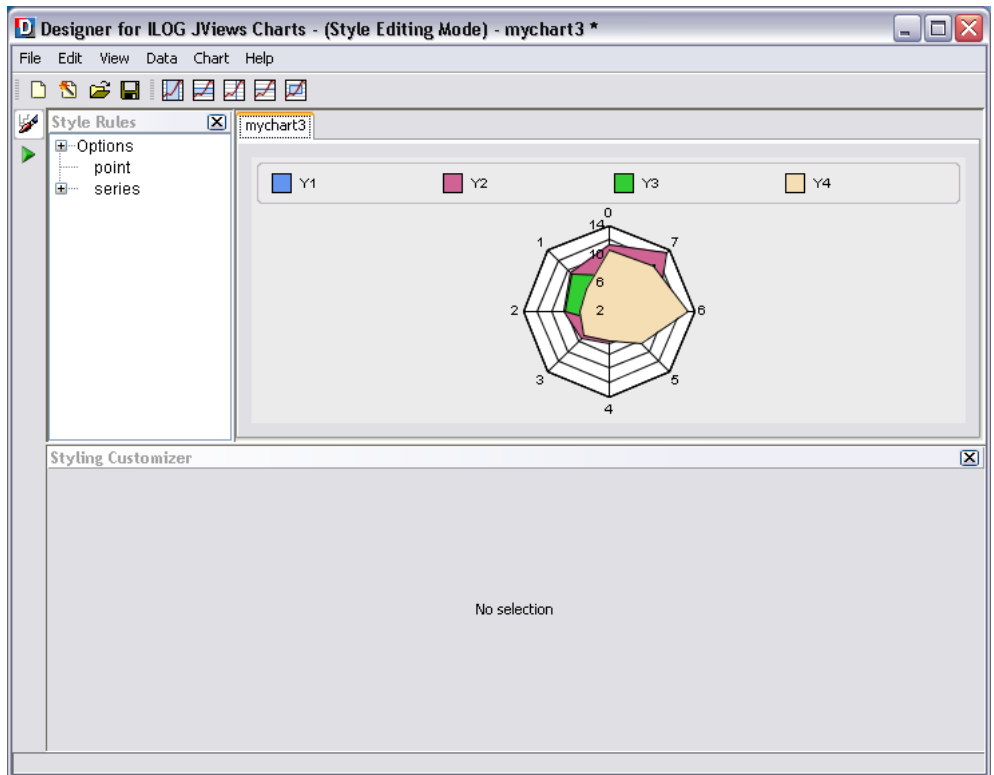 Designer for ILOG JViews Charts - (Style Editing Mode) - mychart3 *
File Edit View Data Chart Help
Style Rules
mychart3
Options
point
series
Y1 Y2 Y3 Y4
0
14
1
7
10
6
2
2
6
3
5
4
Styling Customizer
No selection